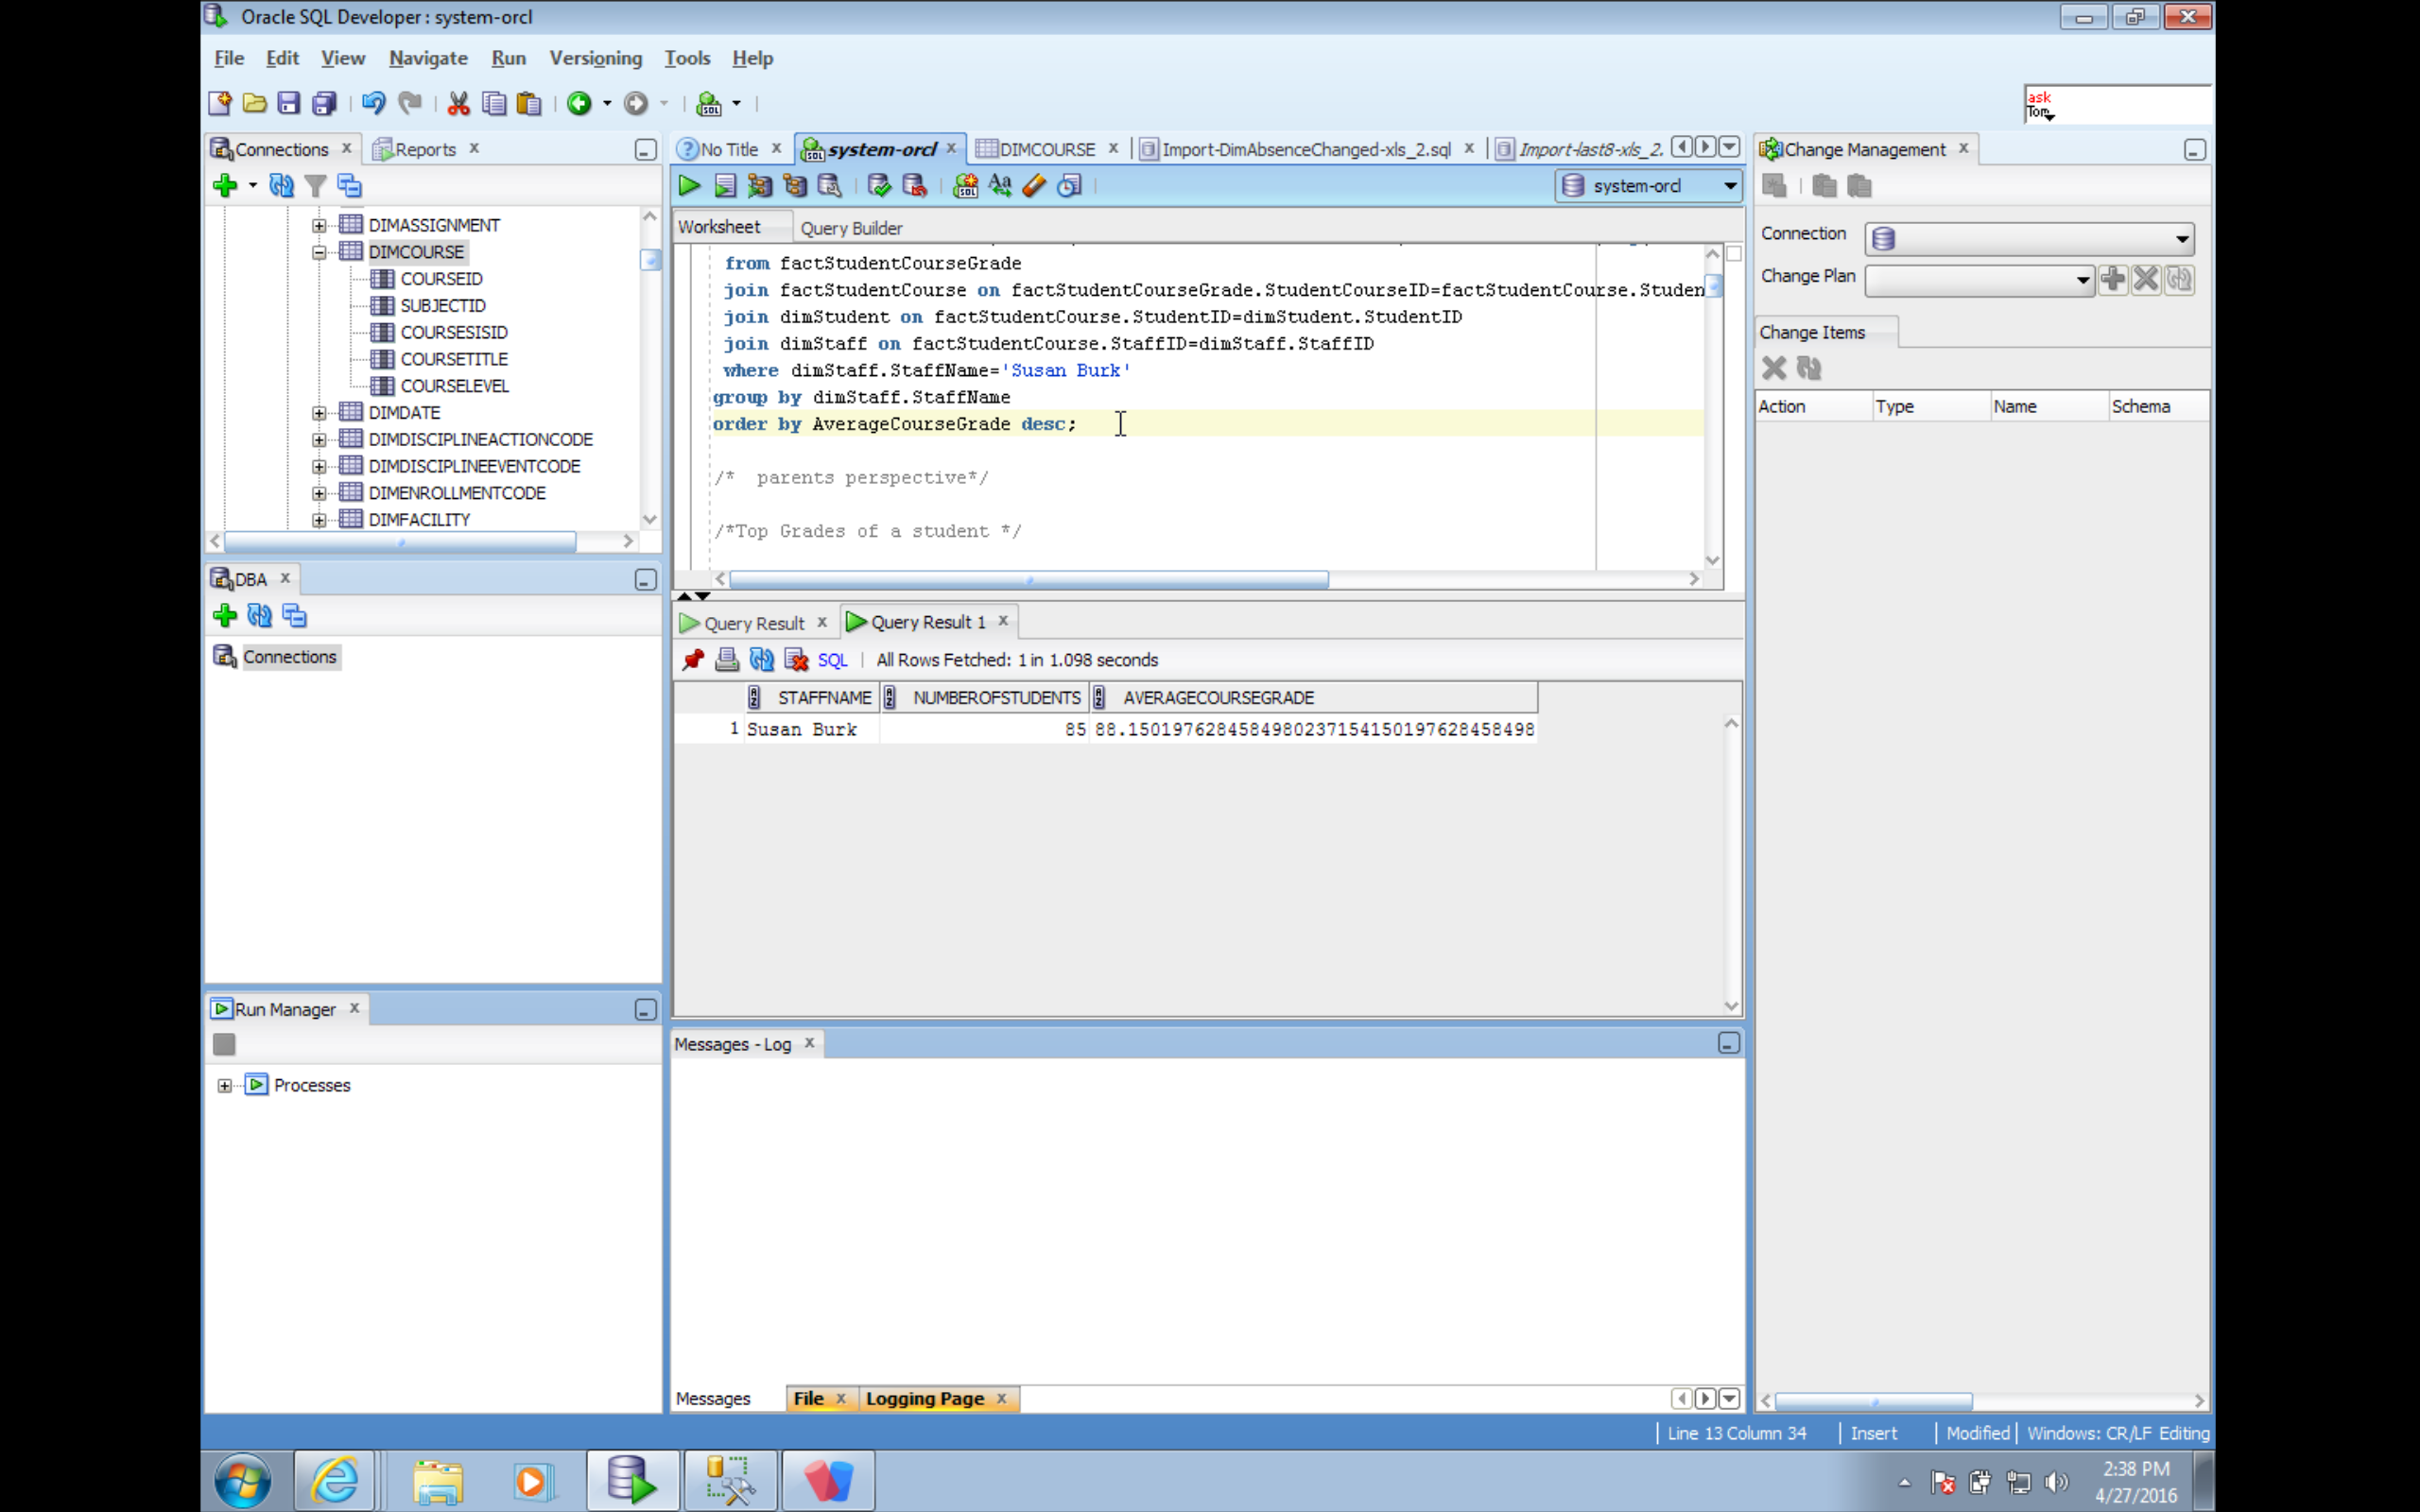 Oracle SQL Developer : system-orcl
File Edit View Navigate Run Versioning Tools Help
ask
Tom
Connections Reports
DIMASSIGNMENT
DIMCOURSE
COURSEID
SUBJECTID
COURSESISID
COURSETITLE
COURSELEVEL
DIMDATE
DIMDISCIPLINEACTIONCODE
DIMDISCIPLINEEVENTCODE
DIMENROLLMENTCODE
DIMFACILITY
DBA
Connections
Run Manager
Processes
No Title system-orcl DIMCOURSE Import-DimAbsenceChanged-xls_2.sql Import-last8-xls_2.
system-orcl
Worksheet Query Builder
from factStudentCourseGrade
join factStudentCourse on factStudentCourseGrade.StudentCourseID=factStudentCourse.Studen
join dimStudent on factStudentCourse.StudentID=dimStudent.StudentID
join dimStaff on factStudentCourse.StaffID=dimStaff.StaffID
where dimStaff.StaffName='Susan Burk'
group by dimStaff.StaffName
order by AverageCourseGrade desc;
/* parents perspective*/
/*Top Grades of a student */
Query Result Query Result 1
SQL All Rows Fetched: 1 in 1.098 seconds
STAFFNAME NUMBEROFSTUDENTS AVERAGECOURSEGRADE
1 Susan Burk 85 88.1501976284584980237154150197628458498
Messages - Log
Messages File Logging Page
Change Management
Connection
Change Plan
Change Items
Action Type Name Schema
Line 13 Column 34 Insert Modified Windows: CR/LF Editing
2:38 PM
4/27/2016